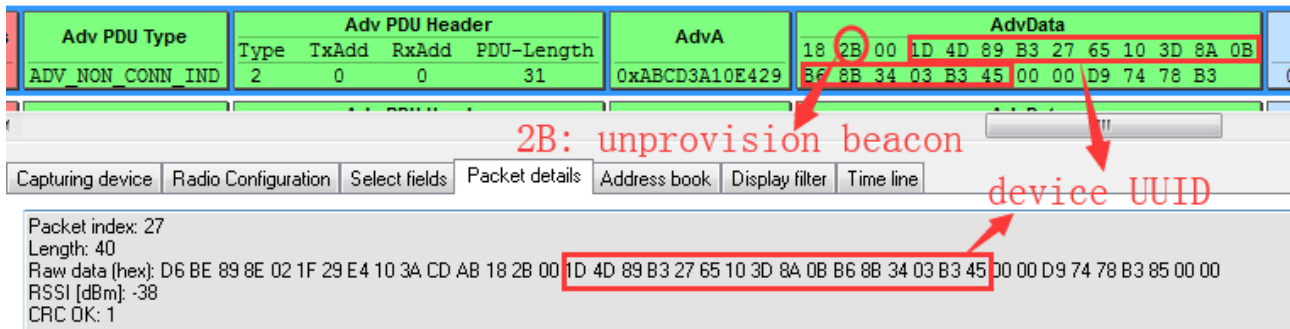 Adv PDU Type Adv PDU Header AdvA AdvData
Type TxAdd RxAdd PDU-Length
18 2B 00 1D 4D 89 B3 27 65 10 3D 8A 0B
ADV_NON_CONN_IND 2 0 0 31 0xABCD3A10E429 B6 8B 34 03 B3 45 00 00 D9 74 78 B3
2B: unprovision beacon
Capturing device Radio Configuration Select fields Packet details Address book Display filter Time line
device UUID
Packet index: 27
Length: 40
Raw data (hex): D6 BE 89 8E 02 1F 29 E4 10 3A CD AB 18 2B 00 1D 4D 89 B3 27 65 10 3D 8A 0B B6 8B 34 03 B3 45 00 00 D9 74 78 B3 85 00 00
RSSI [dBm]: -38
CRC OK: 1